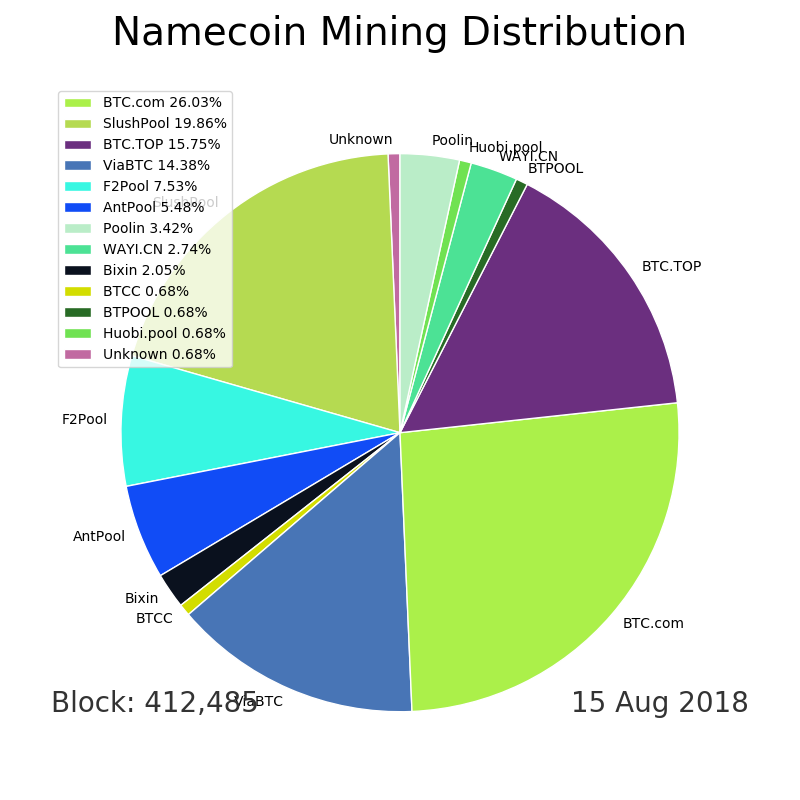 Namecoin Mining Distribution
BTC.com 26.03%
SlushPool 19.86%
BTC.TOP 15.75%
ViaBTC 14.38%
F2Pool 7.53%
AntPool 5.48%
Poolin 3.42%
WAYI.CN 2.74%
Bixin 2.05%
BTCC 0.68%
BTPOOL 0.68%
Huobi.pool 0.68%
Unknown 0.68%
Unknown
Poolin
Huobi.pool
WAYI.CN
BTPOOL
SlushPool
BTC.TOP
F2Pool
AntPool
Bixin
BTCC
BTC.com
ViaBTC
Block: 412,485
15 Aug 2018